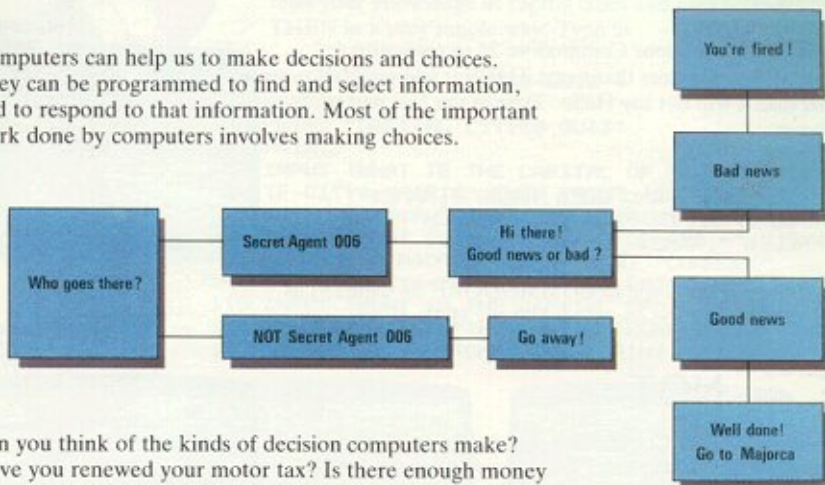 You're fired !
omputers can help us to make decisions and choices.
ey can be programmed to find and select information,
d to respond to that information. Most of the important
rk done by computers involves making choices.
Bad news
Who goes there?
Secret Agent 006
Hi there!
Good news or bad ?
NOT Secret Agent 006
Go away!
Good news
Well done!
Go to Majorca
n you think of the kinds of decision computers make?
ve you renewed your motor tax? Is there enough money